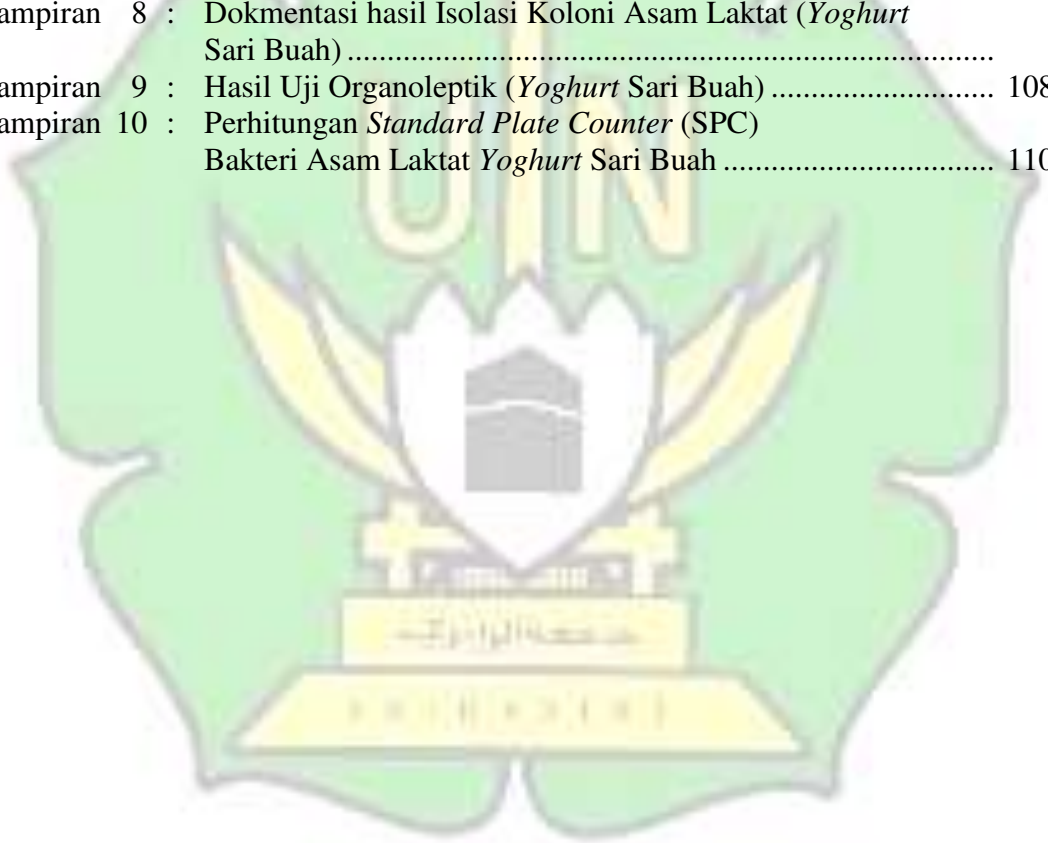 ampiran 8 : Dokmentasi hasil Isolasi Koloni Asam Laktat (Yoghurt
Sari Buah) ................................................................................
ampiran 9 : Hasil Uji Organoleptik (Yoghurt Sari Buah) ............................ 108
ampiran 10 : Perhitungan Standard Plate Counter (SPC)
Bakteri Asam Laktat Yoghurt Sari Buah .................................. 110
UIN